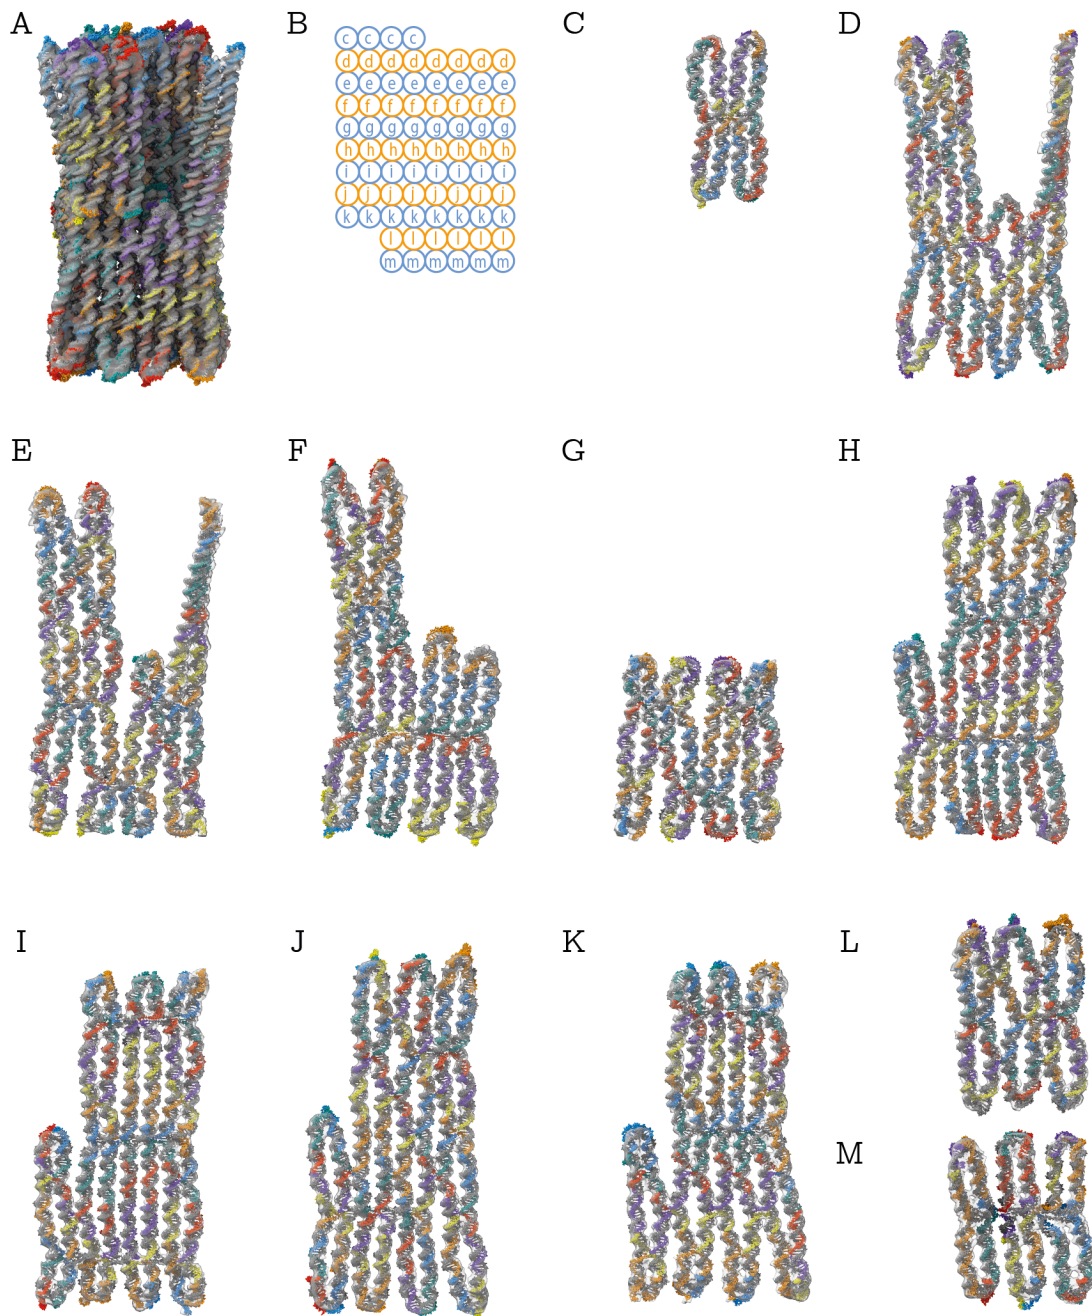 A B C D
c c c c
d d d d d d d d
e e e e e e e e
f f f f f f f f
g g g g g g g g
h h h h h h h h
i i i i i i i i
j j j j j j j j
k k k k k k k k
l l l l l l
m m m m m m
E F G H
I J K L
M